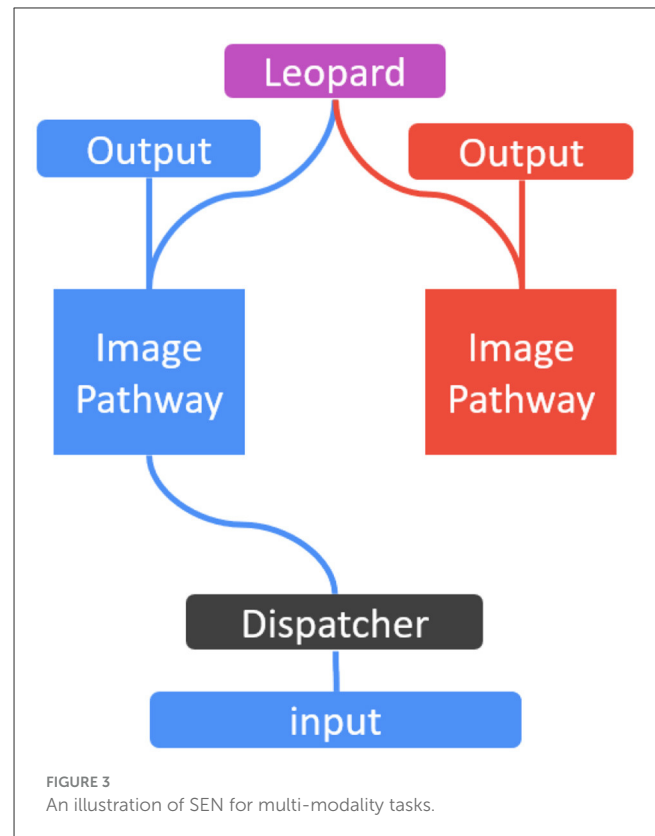 Leopard
Output
Output
Image
Pathway
Image
Pathway
Dispatcher
input
FIGURE 3
An illustration of SEN for multi-modality tasks.